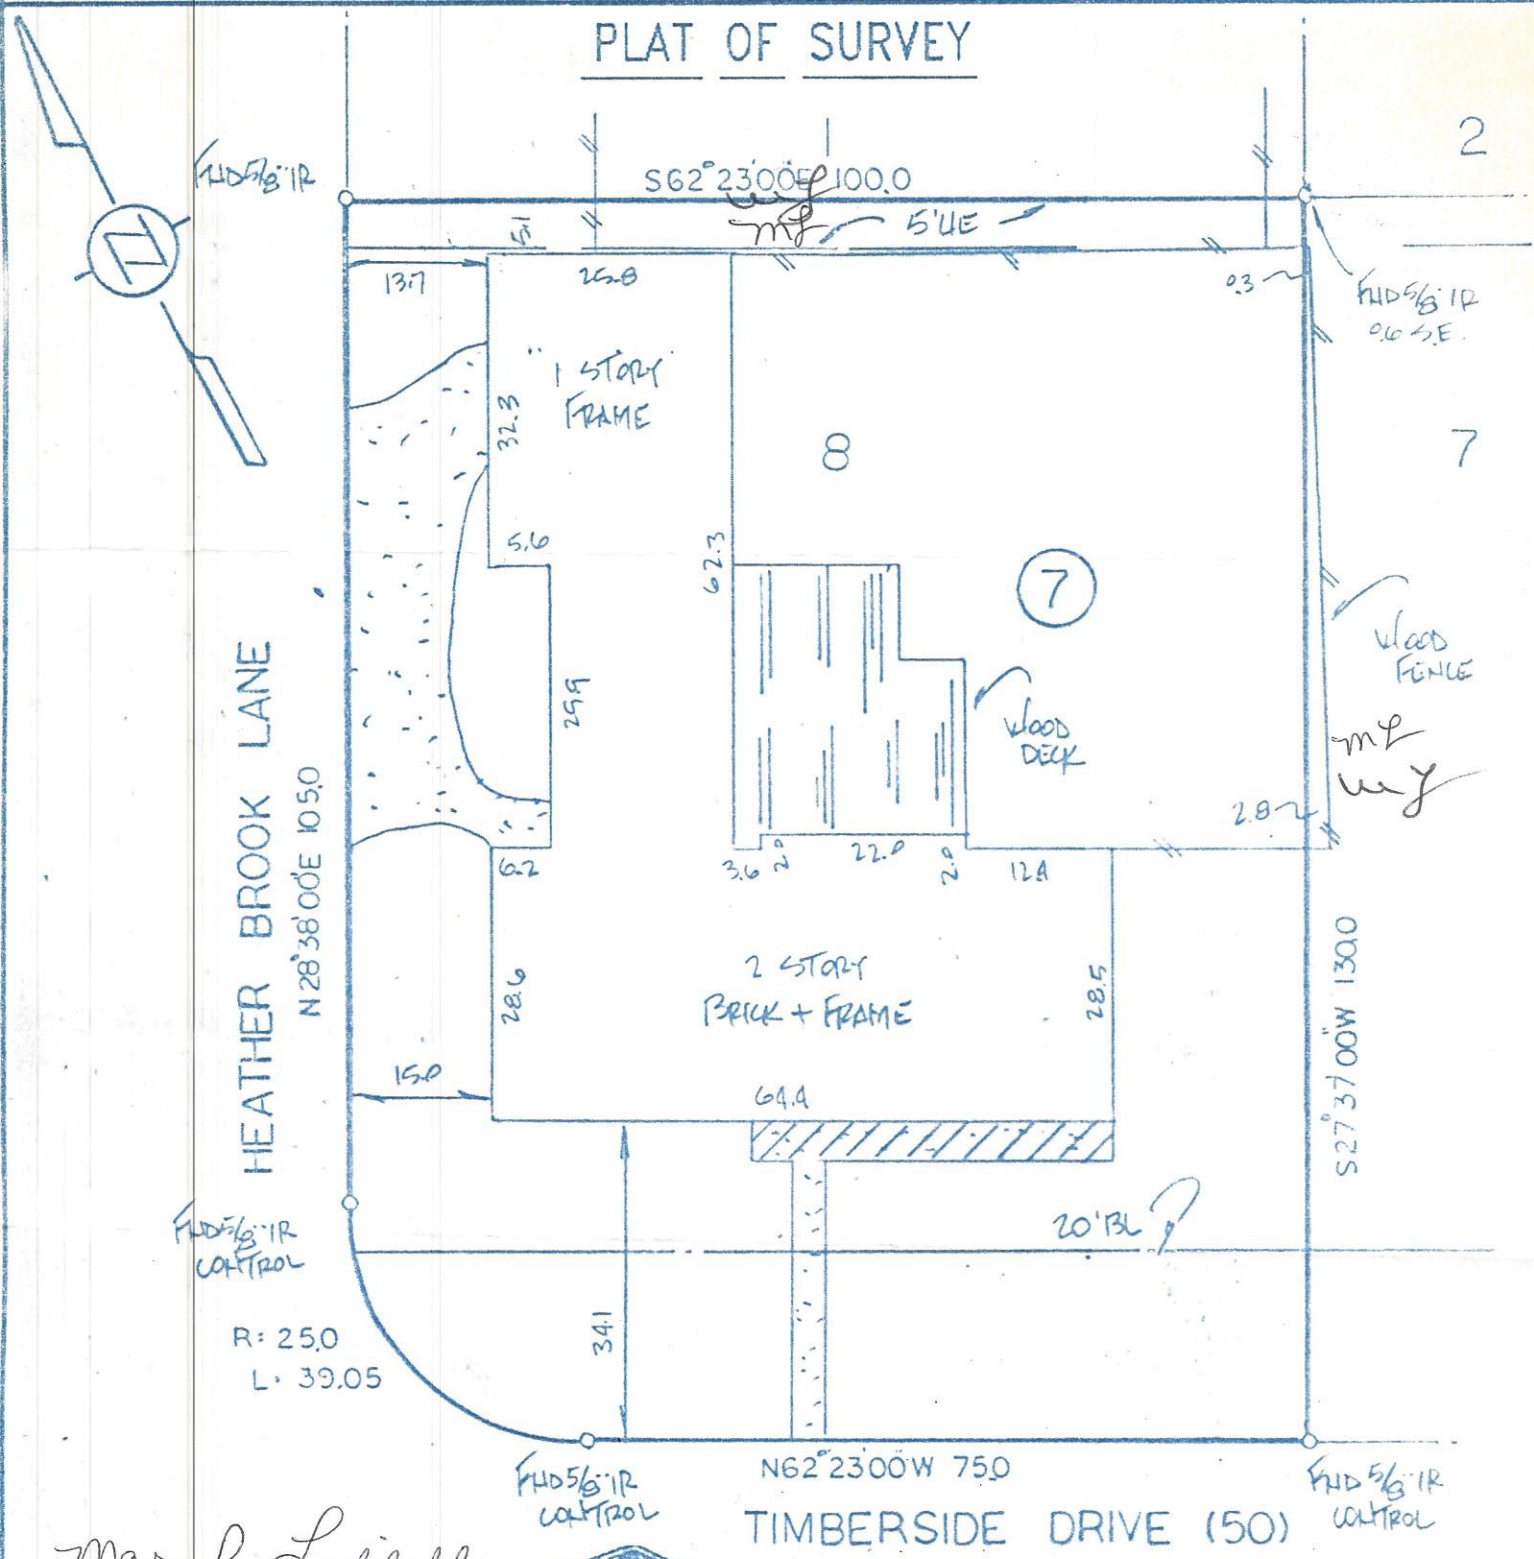 PLAT OF SURVEY
2
FND 5/8" IR
S62°23'00"E 100.0
5' UE
5.1
13.7
25.8
0.3
FND 5/8" IR
0.6 S.E.
1 STORY
FRAME
32.3
8
7
5.6
62.3
7
WOOD
FENCE
29.9
WOOD
DECK
HEATHER BROOK LANE
N28°38'00"E 105.0
2.8
6.2
3.6
2.0
22.0
2.0
12.4
2 STORY
BRICK + FRAME
28.6
28.5
S27°37'00"W 130.0
15.0
64.4
FND 5/8" IR
CONTROL
20' BL
R: 25.0
L: 39.05
34.1
N62°23'00"W 75.0
FND 5/8" IR
CONTROL
FND 5/8" IR
CONTROL
TIMBERSIDE DRIVE (50)